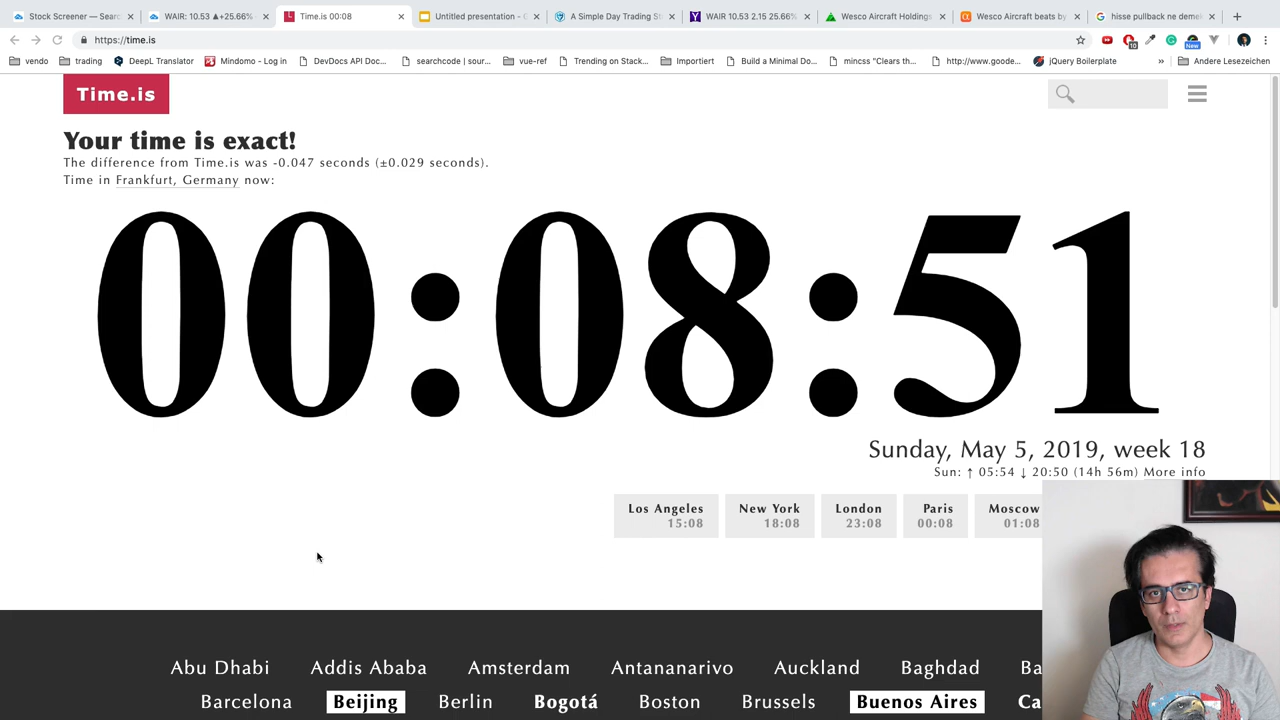 Stock Screener — Searc
WAIR: 10.53 ▲+25.66%
Time.is 00:08
Untitled presentation - G
A Simple Day Trading St
WAIR 10.53 2.15 25.66%
Wesco Aircraft Holdings
Wesco Aircraft beats by
hisse pullback ne demek
https://time.is
10
New
vendo
trading
DeepL Translator
Mindomo - Log in
DevDocs API Doc...
searchcode | sour...
vue-ref
Trending on Stack...
Importiert
Build a Minimal Do...
mincss "Clears th...
http://www.goode...
jQuery Boilerplate
»
Andere Lesezeichen
Time.is
Your time is exact!
The difference from Time.is was -0.047 seconds (±0.029 seconds).
Time in Frankfurt, Germany now:
00:08:51
Sunday, May 5, 2019, week 18
Sun: ↑ 05:54 ↓ 20:50 (14h 56m) More info
Los Angeles
15:08
New York
18:08
London
23:08
Paris
00:08
Moscow
01:08
Abu Dhabi Addis Ababa Amsterdam Antananarivo Auckland Baghdad Ba
Barcelona Beijing Berlin Bogotá Boston Brussels Buenos Aires Ca